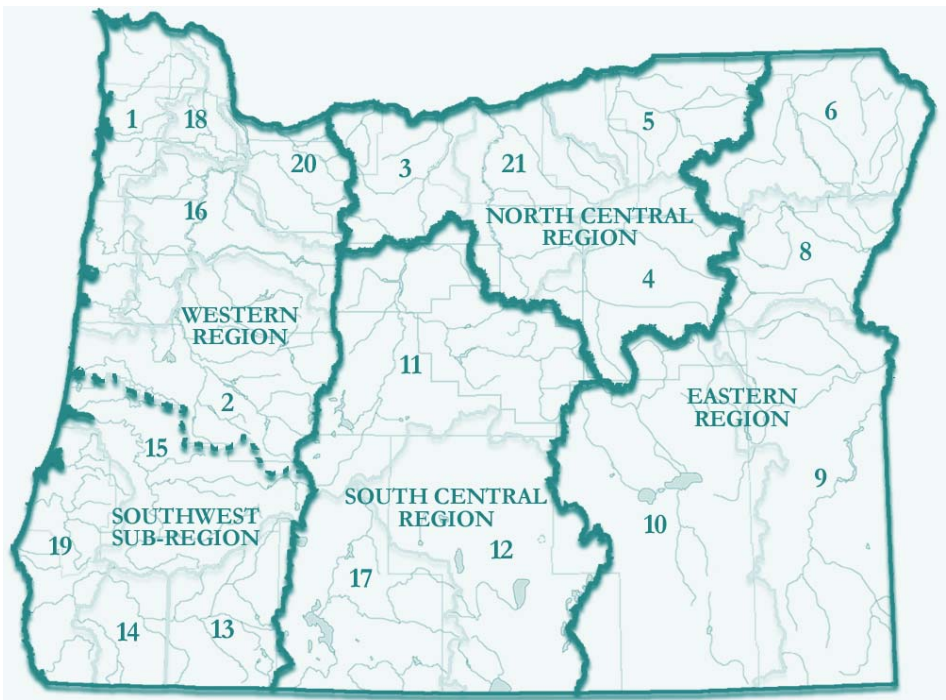 1
18
5
6
3
21
20
16
NORTH CENTRAL
REGION
8
4
WESTERN
REGION
11
EASTERN
REGION
2
15
9
SOUTH CENTRAL
REGION
SOUTHWEST
SUB-REGION
10
19
12
17
14
13